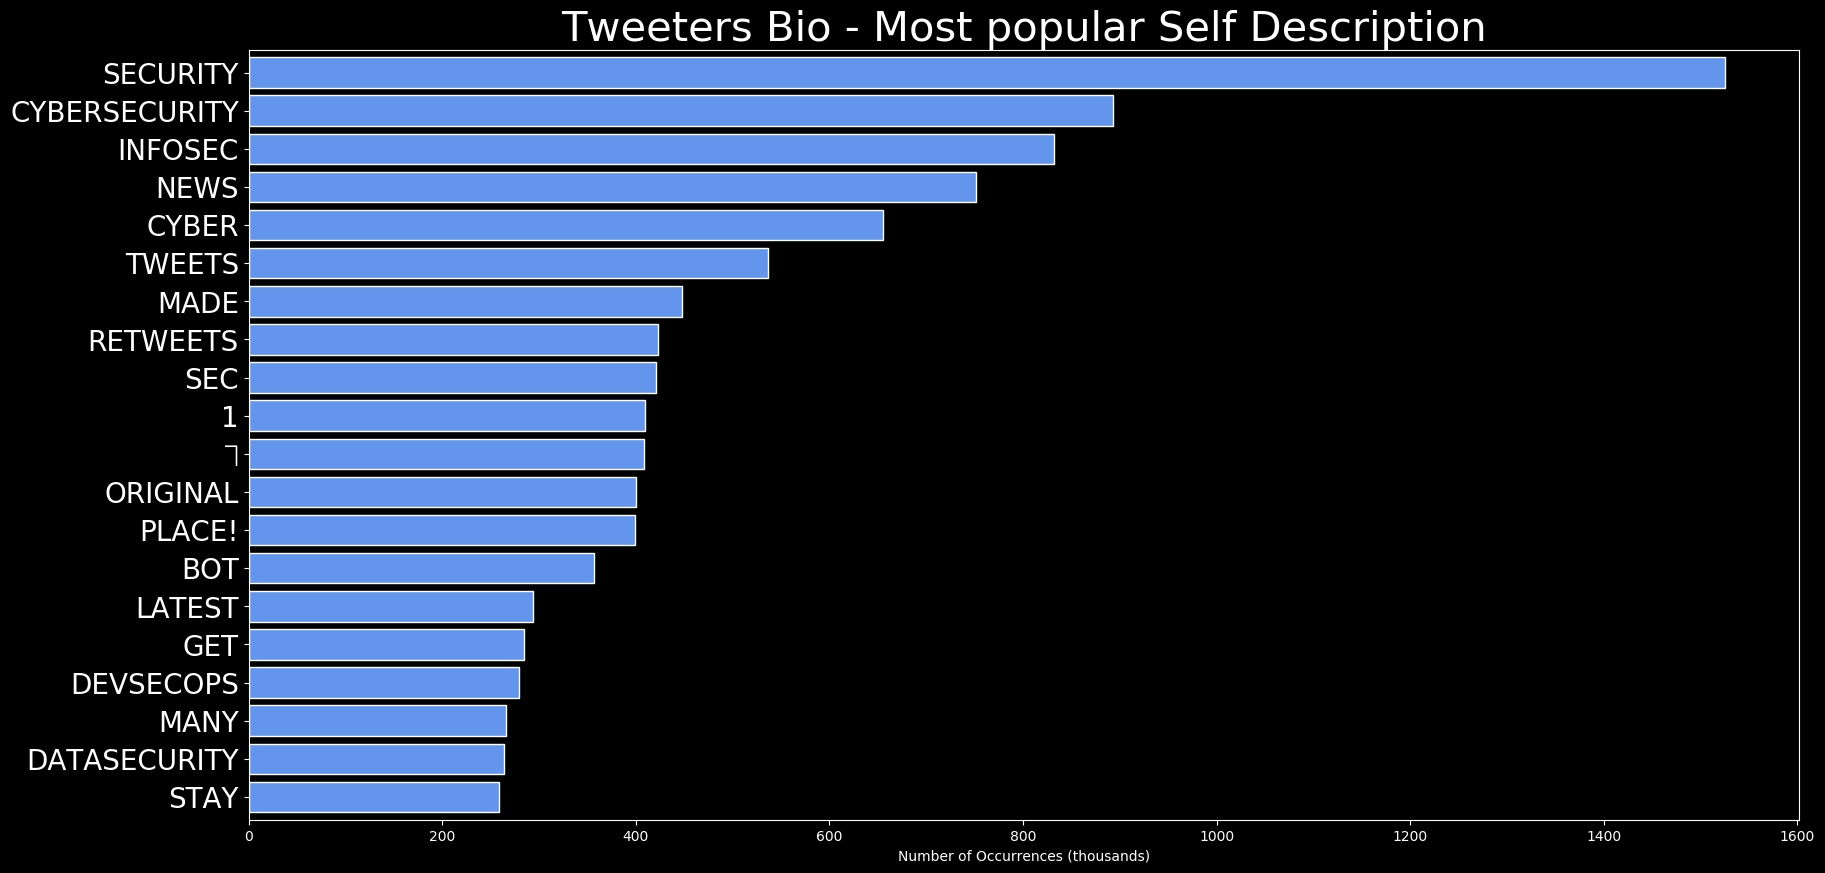 Tweeters Bio - Most popular Self Description
SECURITY
CYBERSECURITY
INFOSEC
NEWS
CYBER
TWEETS
MADE
RETWEETS
SEC
1
ORIGINAL
PLACE!
BOT
LATEST
GET
DEVSECOPS
MANY
DATASECURITY
STAY
0 200 400 600 800 1000 1200 1400 1600
Number of Occurrences (thousands)